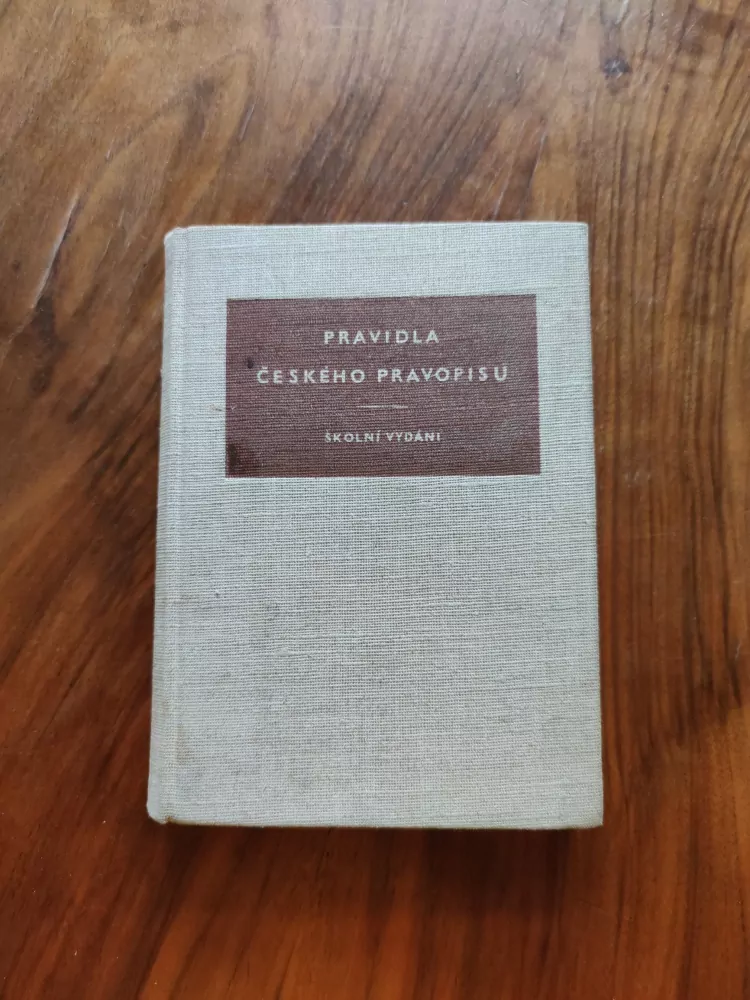 PRAVIDLA
ČESKÉHO PRAVOPISU
ŠKOLNÍ VYDÁNÍ